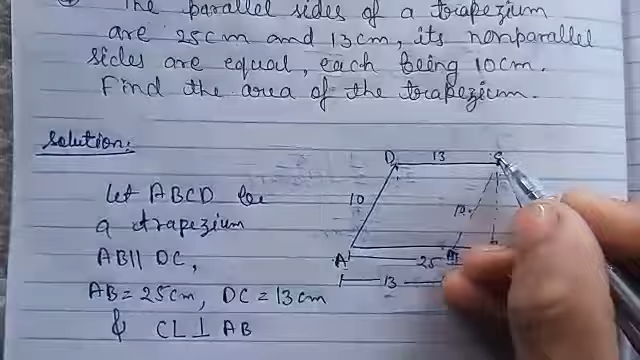 The parallel sides of a trapezium
are 25cm and 13cm, its nonparallel
sides are equal, each being 10cm.
Find the area of the trapezium.
Solution:
D 13 C
Let ABCD be
10 10
a trapezium
AB || DC,
A 25 M
AB = 25cm, DC = 13cm
13
& CL ⊥ AB